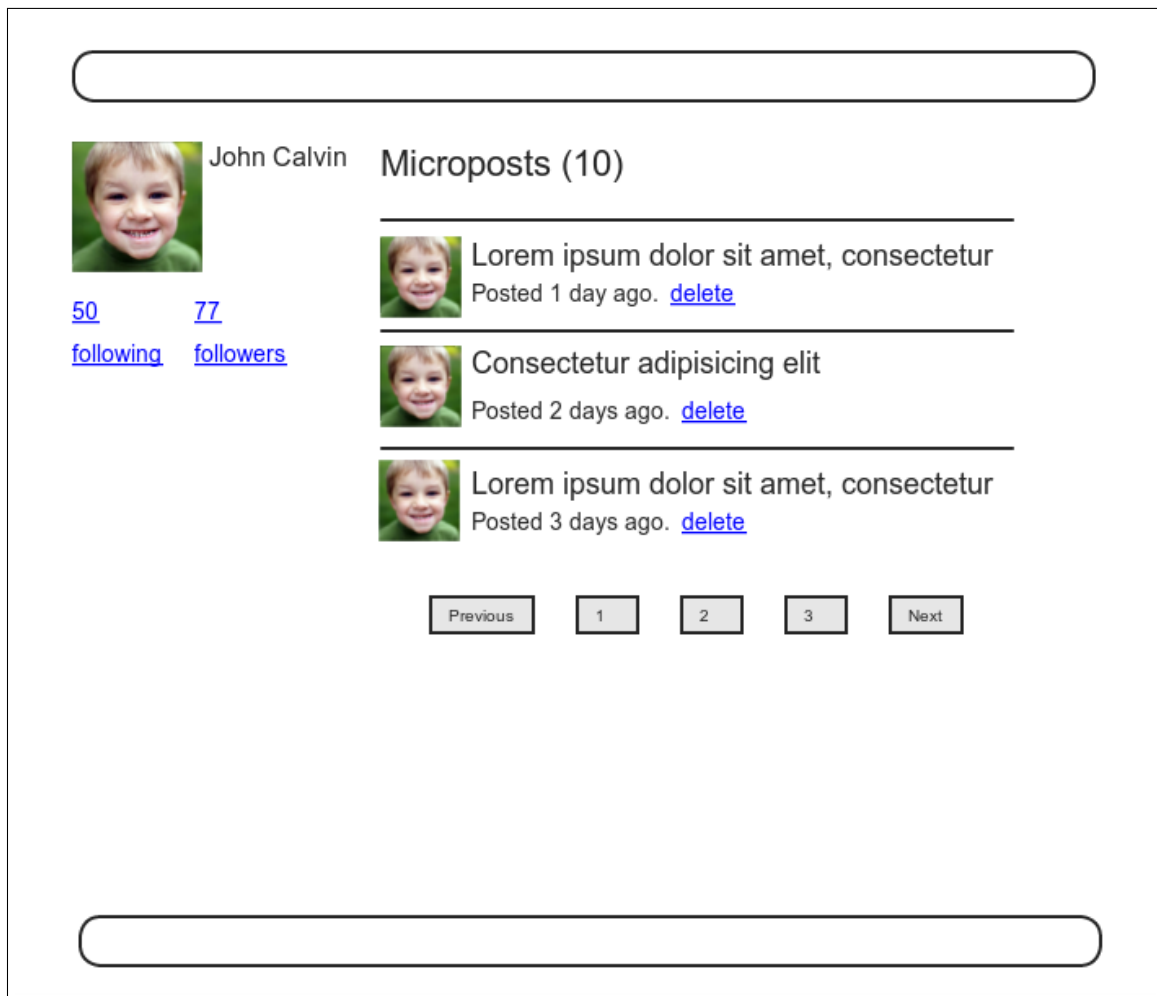 John Calvin
50 77
following followers
Microposts (10)
Lorem ipsum dolor sit amet, consectetur
Posted 1 day ago. delete
Consectetur adipisicing elit
Posted 2 days ago. delete
Lorem ipsum dolor sit amet, consectetur
Posted 3 days ago. delete
Previous 1 2 3 Next